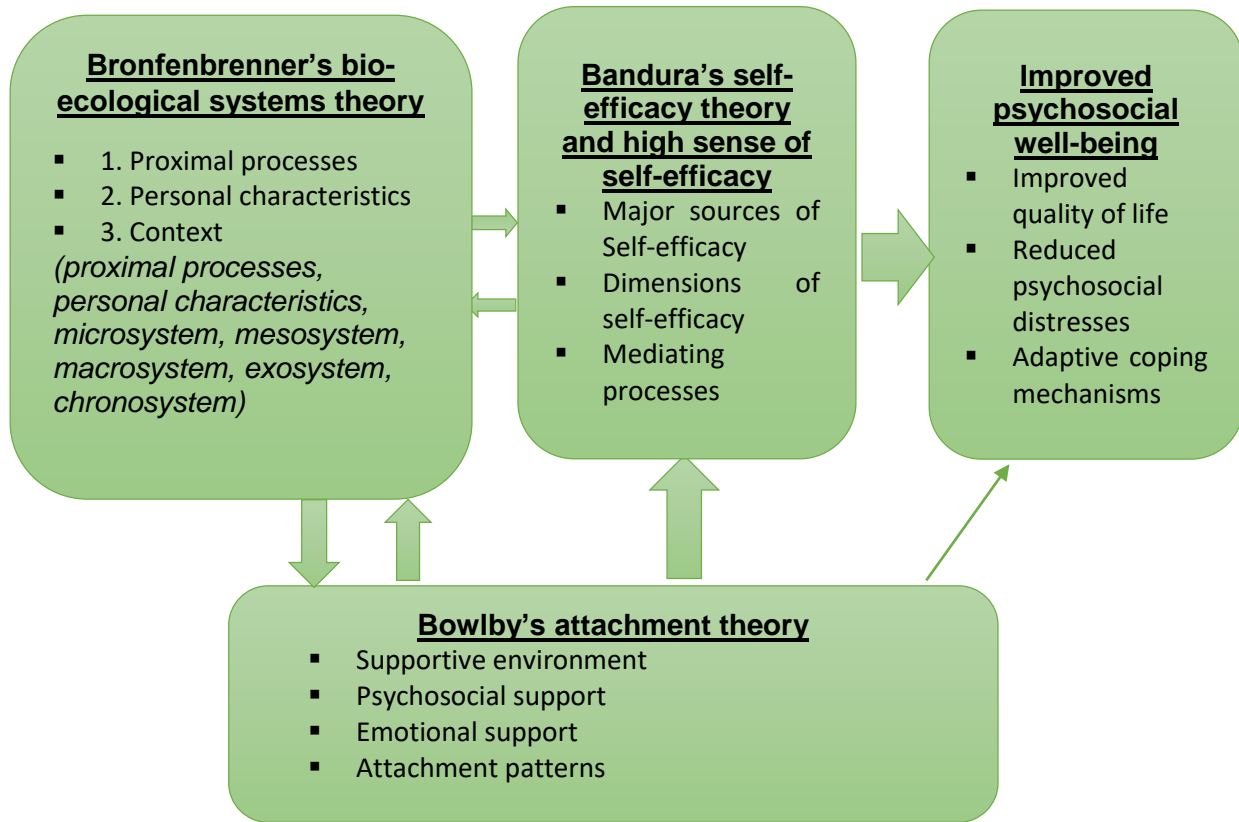 Bronfenbrenner’s bio-
ecological systems theory
▪ 1. Proximal processes
▪ 2. Personal characteristics
▪ 3. Context
(proximal processes,
personal characteristics,
microsystem, mesosystem,
macrosystem, exosystem,
chronosystem)
Bandura’s self-
efficacy theory
and high sense of
self-efficacy
▪ Major sources of
Self-efficacy
▪ Dimensions of
self-efficacy
▪ Mediating
processes
Improved
psychosocial
well-being
▪ Improved
quality of life
▪ Reduced
psychosocial
distresses
▪ Adaptive coping
mechanisms
Bowlby’s attachment theory
▪ Supportive environment
▪ Psychosocial support
▪ Emotional support
▪ Attachment patterns